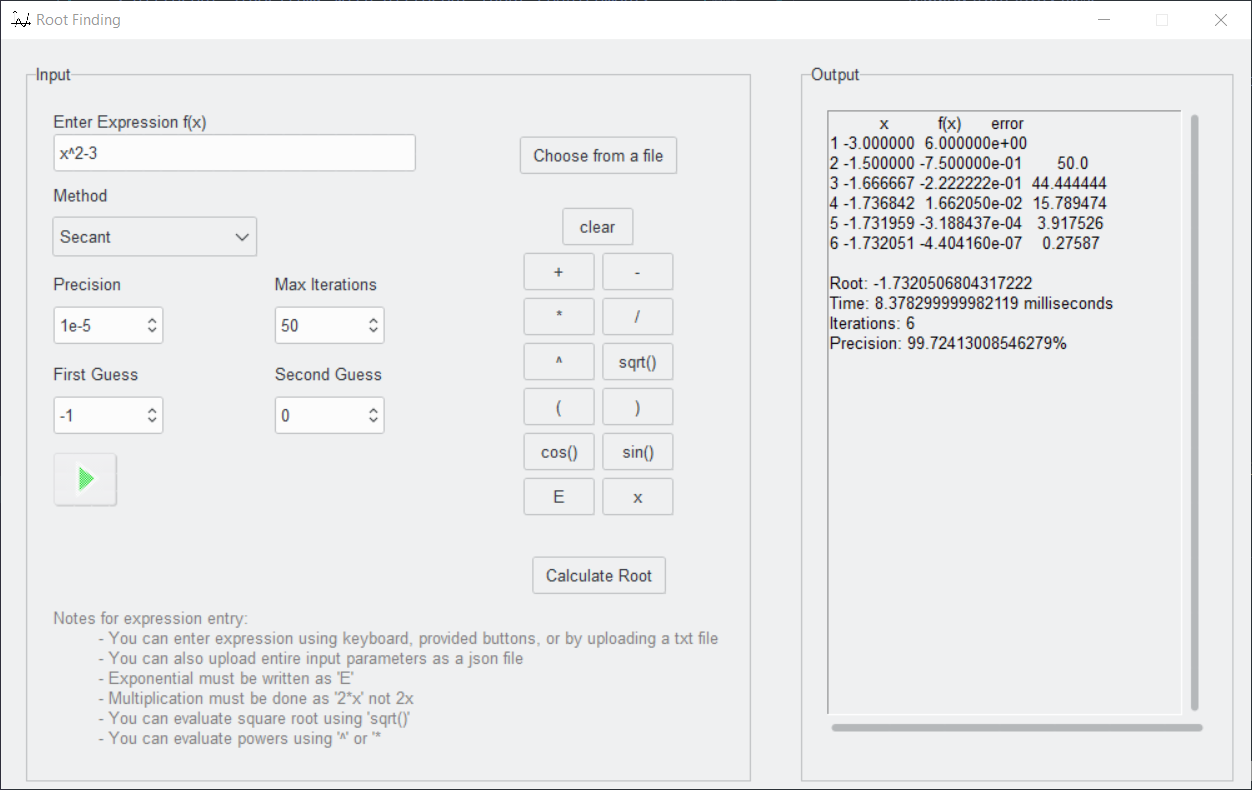 Root Finding
Input
Enter Expression f(x)
x^2-3
Choose from a file
Method
Secant
clear
+ -
Precision Max Iterations
1e-5 50
* /
^ sqrt()
First Guess Second Guess
-1 0
( )
cos() sin()
E x
Calculate Root
Notes for expression entry:
- You can enter expression using keyboard, provided buttons, or by uploading a txt file
- You can also upload entire input parameters as a json file
- Exponential must be written as 'E'
- Multiplication must be done as '2*x' not 2x
- You can evaluate square root using 'sqrt()'
- You can evaluate powers using '^' or '*
Output
x f(x) error
1 -3.000000 6.000000e+00
2 -1.500000 -7.500000e-01 50.0
3 -1.666667 -2.222222e-01 44.444444
4 -1.736842 1.662050e-02 15.789474
5 -1.731959 -3.188437e-04 3.917526
6 -1.732051 -4.404160e-07 0.27587
Root: -1.7320506804317222
Time: 8.378299999982119 milliseconds
Iterations: 6
Precision: 99.72413008546279%